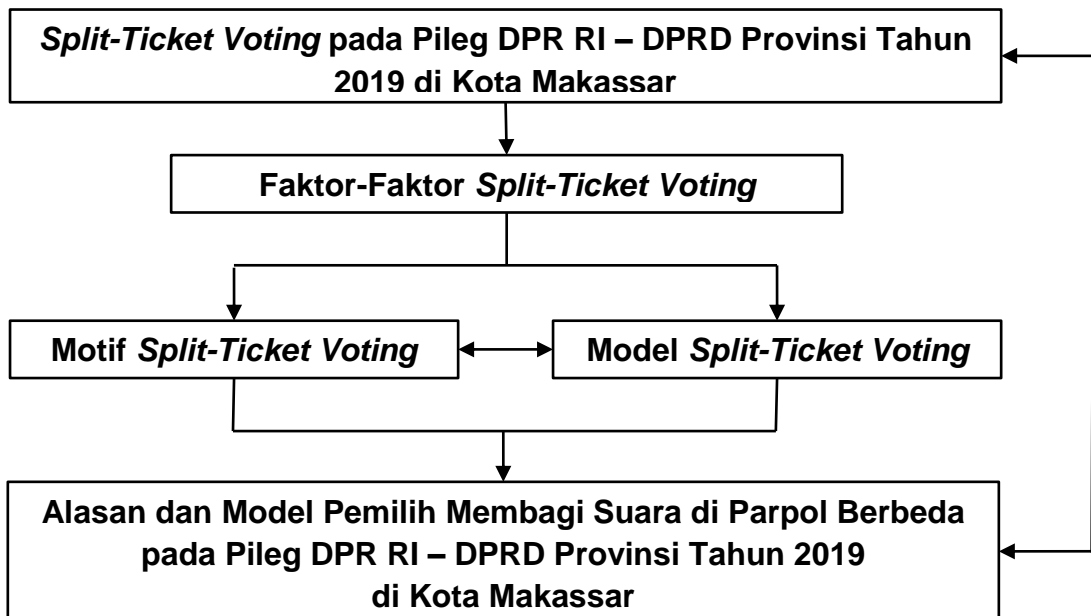 Split-Ticket Voting pada Pileg DPR RI – DPRD Provinsi Tahun
2019 di Kota Makassar
Faktor-Faktor Split-Ticket Voting
Motif Split-Ticket Voting
Model Split-Ticket Voting
Alasan dan Model Pemilih Membagi Suara di Parpol Berbeda
pada Pileg DPR RI – DPRD Provinsi Tahun 2019
di Kota Makassar